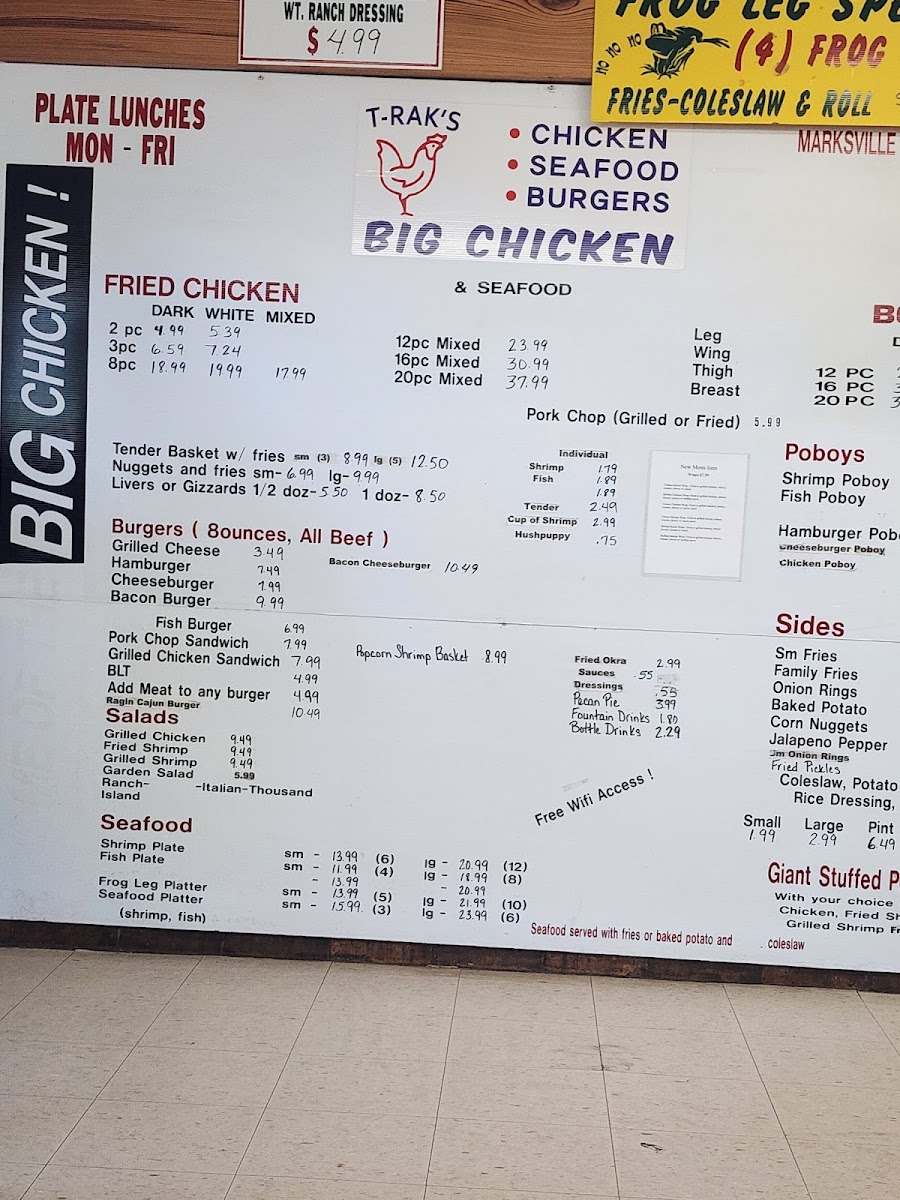 WT. RANCH DRESSING
$ 4.99
FROG LEG
NO NO NO
(4) FROG
FRIES-COLESLAW & ROLL
PLATE LUNCHES
MON - FRI
MARKSVILLE
BIG CHICKEN !
T-RAK'S
• CHICKEN
• SEAFOOD
• BURGERS
BIG CHICKEN
& SEAFOOD
FRIED CHICKEN
DARK WHITE MIXED
2 pc 4.99 5.39
3pc 6.59 7.24
8pc 18.99 19.99 17.99
12pc Mixed 23.99
16pc Mixed 30.99
20pc Mixed 37.99
Leg
Wing
Thigh
Breast
12 PC
16 PC
20 PC
Pork Chop (Grilled or Fried) 5.99
Tender Basket w/ fries sm (3) 8.99 lg (5) 12.50
Nuggets and fries sm- 6.99 lg- 9.99
Livers or Gizzards 1/2 doz- 5.50 1 doz- 8.50
Individual
Shrimp 1.79
Fish 1.89
1.89
Tender 2.49
Cup of Shrimp 2.99
Hushpuppy .75
New Menu Item
Poboys
Shrimp Poboy
Fish Poboy
Hamburger Pob
Cheeseburger Poboy
Chicken Poboy
Burgers ( 8ounces, All Beef )
Grilled Cheese 3.49
Hamburger 7.49
Cheeseburger 7.99
Bacon Burger 9.99
Bacon Cheeseburger 10.49
Fish Burger 6.99
Pork Chop Sandwich 7.99
Grilled Chicken Sandwich 7.99
BLT 4.99
Add Meat to any burger 4.99
Ragin Cajun Burger 10.49
Popcorn Shrimp Basket 8.99
Fried Okra 2.99
Sauces .55
Dressings .55
Pecan Pie 3.99
Fountain Drinks 1.80
Bottle Drinks 2.29
Sides
Sm Fries
Family Fries
Onion Rings
Baked Potato
Corn Nuggets
Jalapeno Pepper
Sm Onion Rings
Fried Pickles
Coleslaw, Potato
Rice Dressing,
Small Large Pint
1.99 2.99 6.49
Salads
Grilled Chicken 9.49
Fried Shrimp 9.49
Grilled Shrimp 9.49
Garden Salad 5.99
Ranch- -Italian-Thousand
Island
Free Wifi Access !
Seafood
Shrimp Plate sm - 13.99 (6) lg - 20.99 (12)
Fish Plate sm - 11.99 (4) lg - 18.99 (8)
- 13.99 - 20.99
Frog Leg Platter sm - 13.99 (5) lg - 21.99 (10)
Seafood Platter sm - 15.99 (3) lg - 23.99 (6)
(shrimp, fish)
Seafood served with fries or baked potato and coleslaw
Giant Stuffed P
With your choice
Chicken, Fried Sh
Grilled Shrimp Fr